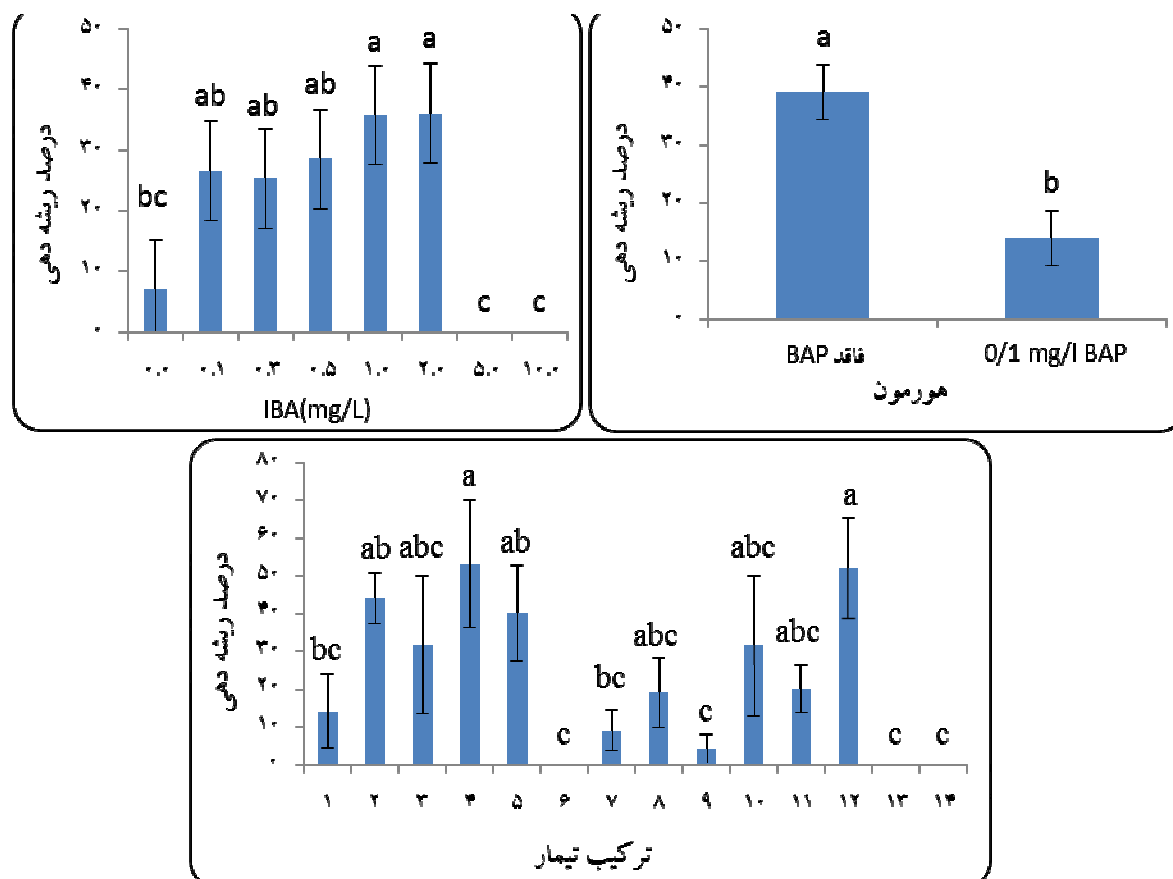 ۵۰
۴۰
۳۰
۲۰
۱۰
۰
درصد ریشه دهی
bc ab ab ab a a c c
۰.۰ ۰.۱ ۰.۳ ۰.۵ ۱.۰ ۲.۰ ۵.۰ ۱۰.۰
IBA(mg/L)
۵۰
۴۰
۳۰
۲۰
۱۰
۰
درصد ریشه دهی
a b
فاقد BAP 0/1 mg/l BAP
هورمون
۸۰
۷۰
۶۰
۵۰
۴۰
۳۰
۲۰
۱۰
۰
درصد ریشه دهی
bc ab abc a ab c bc abc c abc abc a c c
۱ ۲ ۳ ۴ ۵ ۶ ۷ ۸ ۹ ۱۰ ۱۱ ۱۲ ۱۳ ۱۴
ترکیب تیمار